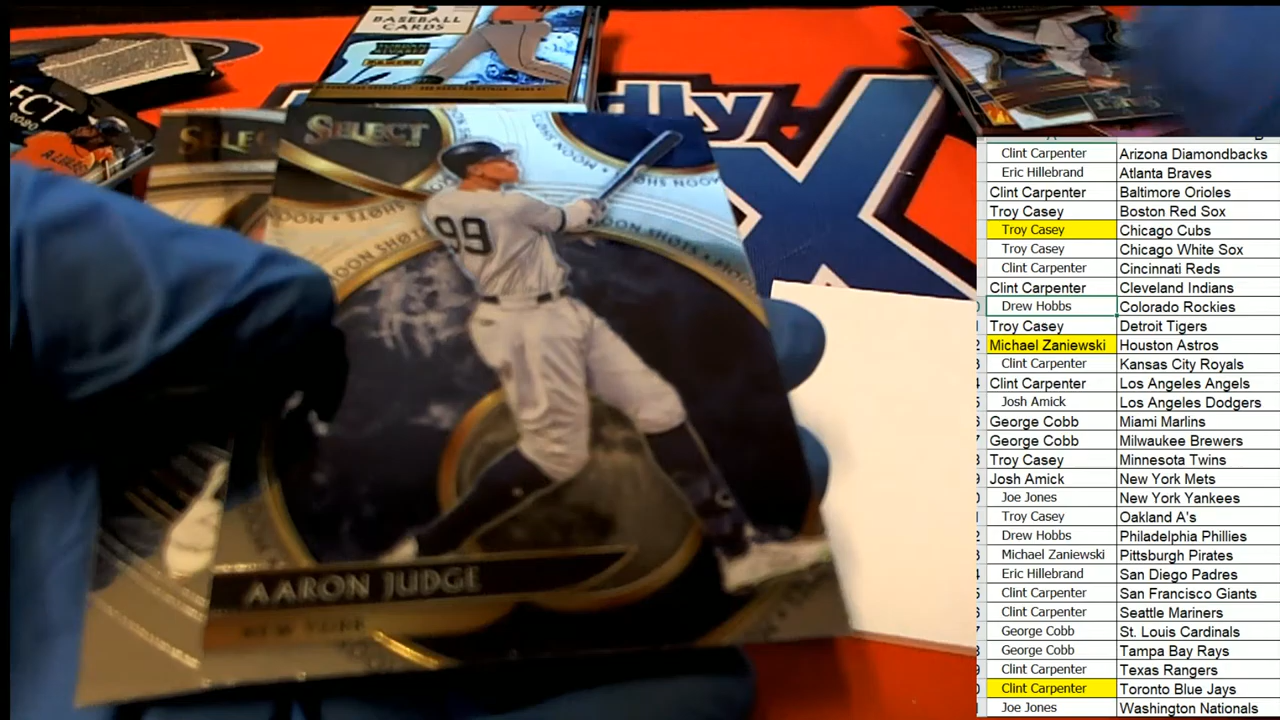 BASEBALL
CARDS
SELECT
SELECT
MOON SHOTS
99
AARON JUDGE
dly
X
ECT
2020
Clint Carpenter Arizona Diamondbacks
Eric Hillebrand Atlanta Braves
Clint Carpenter Baltimore Orioles
Troy Casey Boston Red Sox
Troy Casey Chicago Cubs
Troy Casey Chicago White Sox
Clint Carpenter Cincinnati Reds
Clint Carpenter Cleveland Indians
Drew Hobbs Colorado Rockies
Troy Casey Detroit Tigers
Michael Zaniewski Houston Astros
Clint Carpenter Kansas City Royals
Clint Carpenter Los Angeles Angels
Josh Amick Los Angeles Dodgers
George Cobb Miami Marlins
George Cobb Milwaukee Brewers
Troy Casey Minnesota Twins
Josh Amick New York Mets
Joe Jones New York Yankees
Troy Casey Oakland A's
Drew Hobbs Philadelphia Phillies
Michael Zaniewski Pittsburgh Pirates
Eric Hillebrand San Diego Padres
Clint Carpenter San Francisco Giants
Clint Carpenter Seattle Mariners
George Cobb St. Louis Cardinals
George Cobb Tampa Bay Rays
Clint Carpenter Texas Rangers
Clint Carpenter Toronto Blue Jays
Joe Jones Washington Nationals